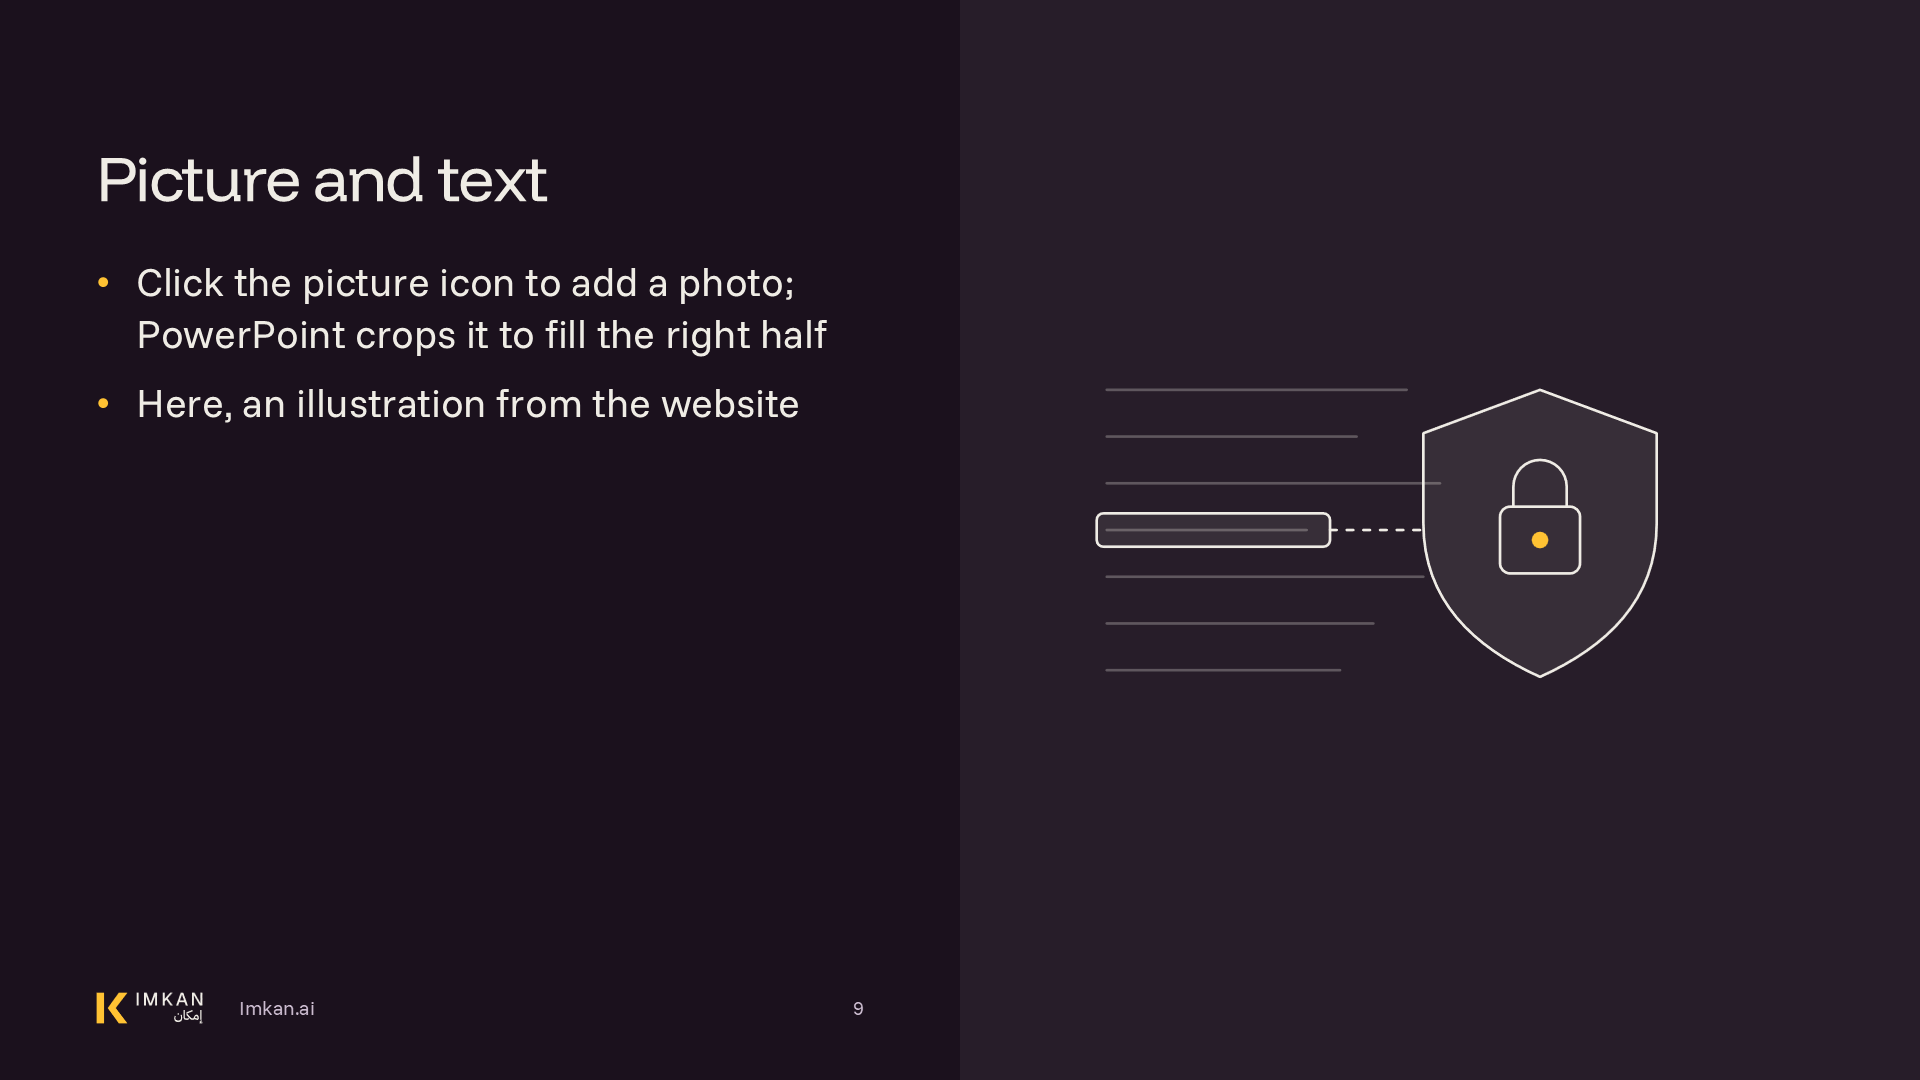 Picture and text
• Click the picture icon to add a photo;
PowerPoint crops it to fill the right half
• Here, an illustration from the website
IMKAN
إمكان
Imkan.ai
9